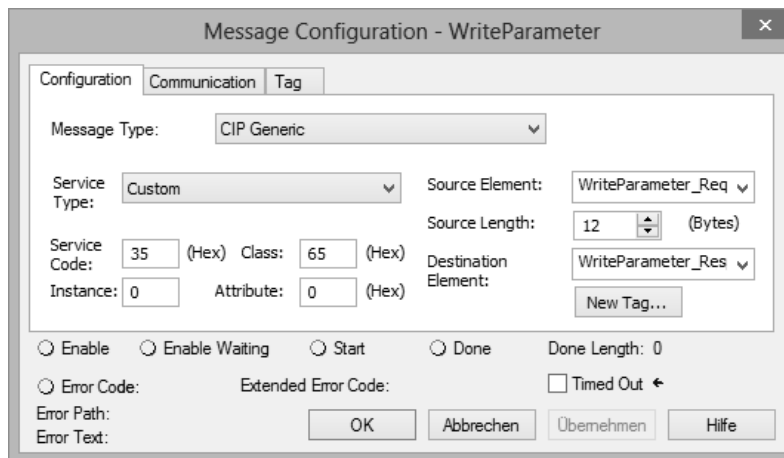 Message Configuration - WriteParameter
×
Configuration Communication Tag
Message Type: CIP Generic
Service Type: Custom
Source Element: WriteParameter_Req
Source Length: 12 (Bytes)
Service Code: 35 (Hex) Class: 65 (Hex)
Destination Element: WriteParameter_Res
Instance: 0 Attribute: 0 (Hex)
New Tag...
Enable Enable Waiting Start Done Done Length: 0
Error Code: Extended Error Code: Timed Out ←
Error Path:
Error Text:
OK Abbrechen Übernehmen Hilfe